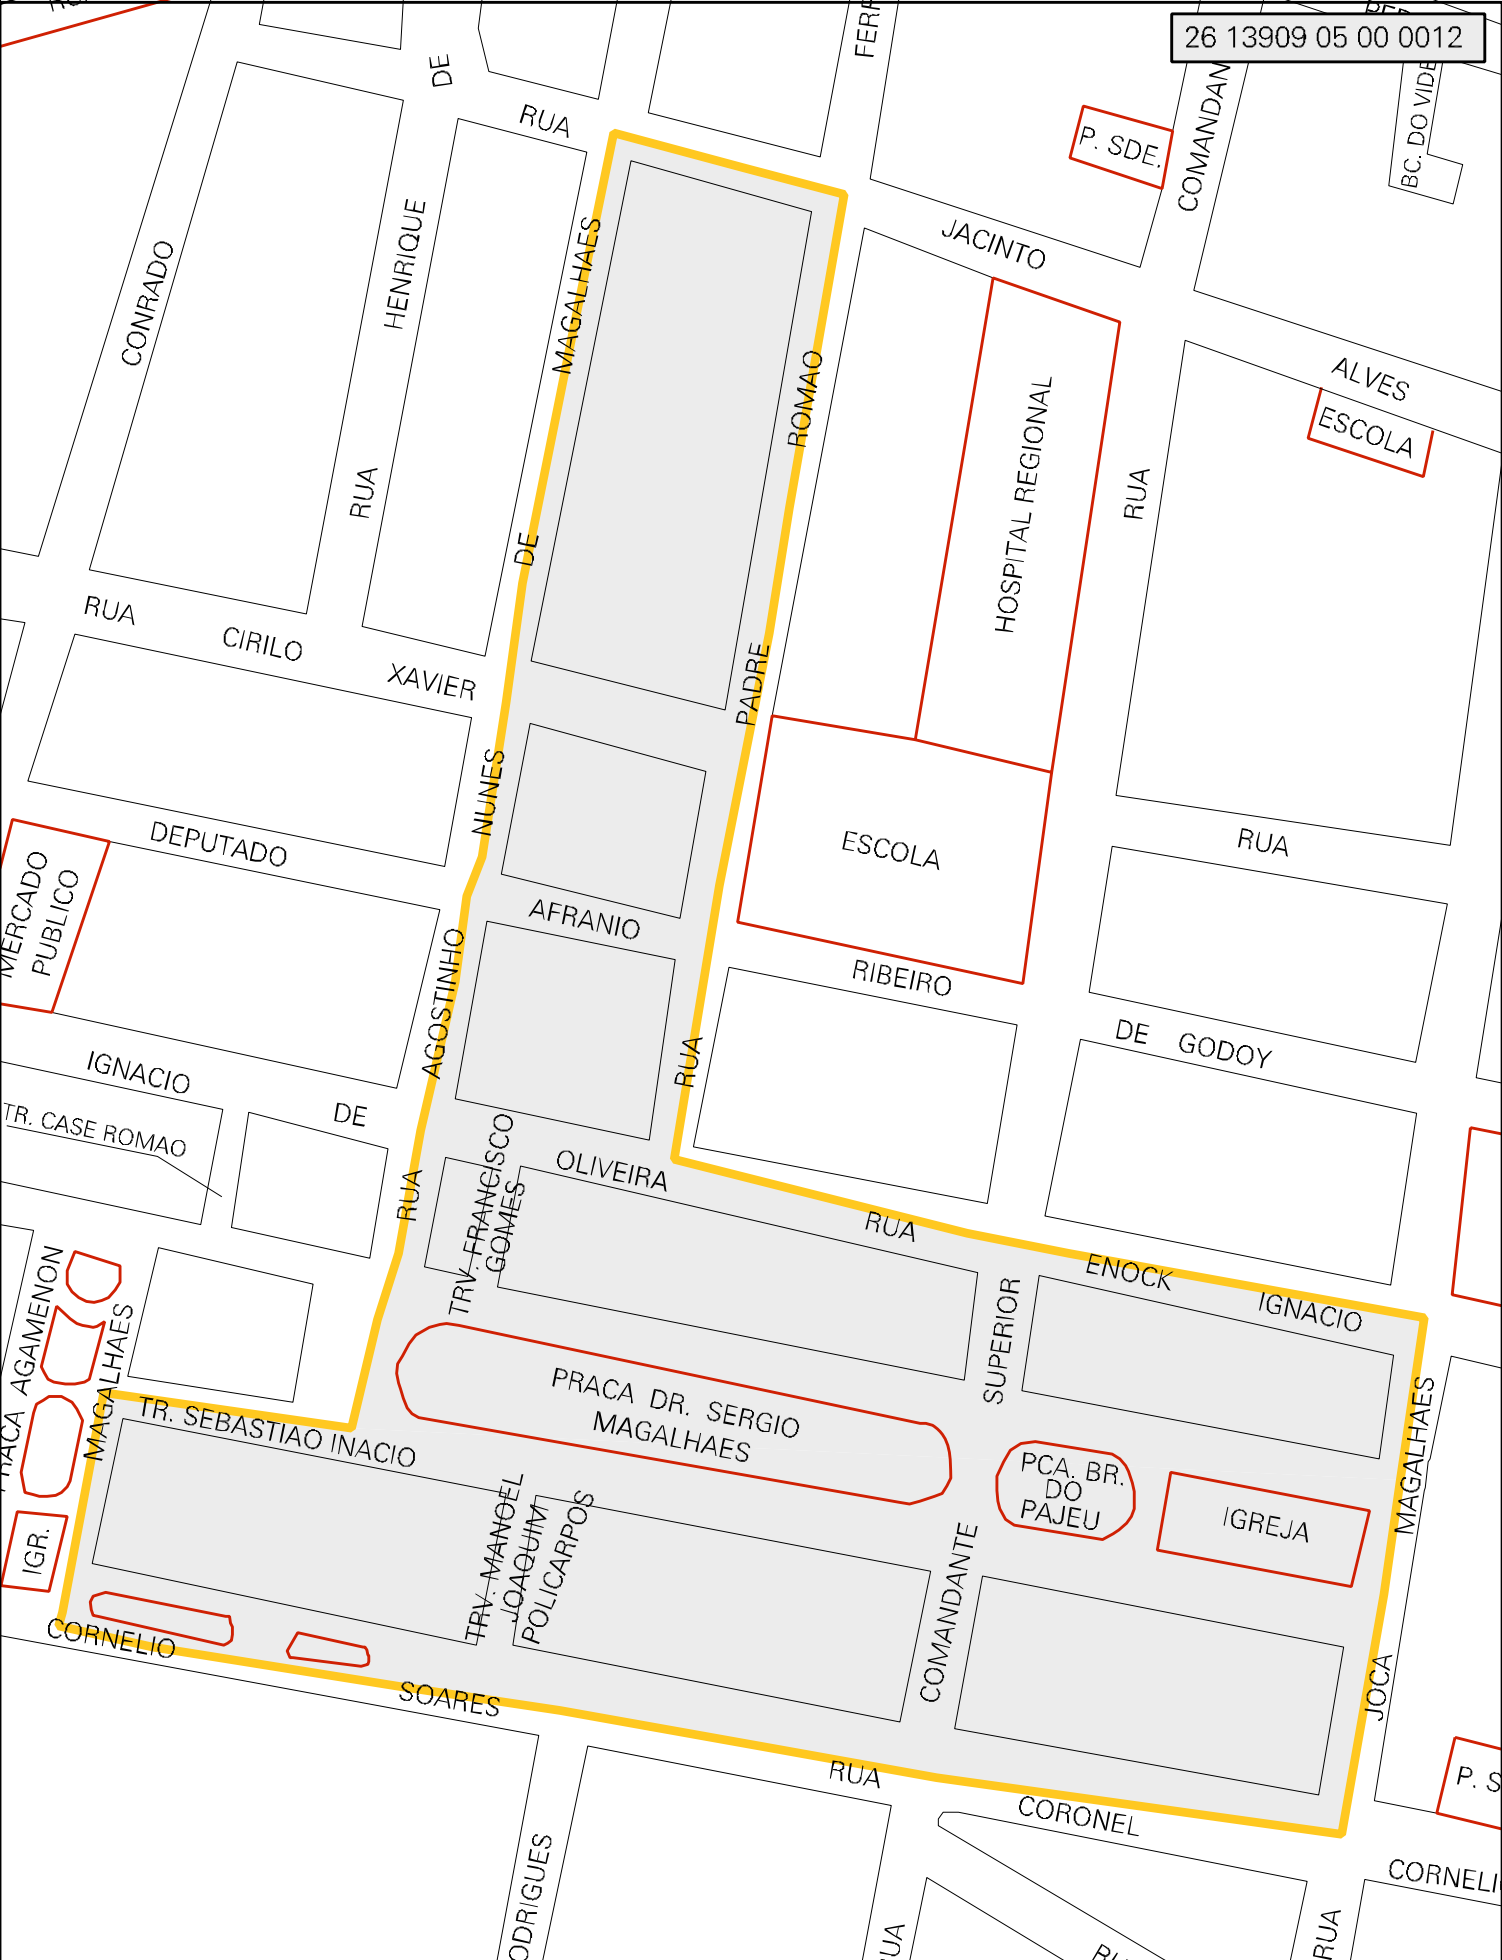 26 13909 05 00 0012
DE
RUA
FERR
COMANDAN
BC. DO VIDE
P. SDE.
JACINTO
CONRADO
HENRIQUE
MAGALHAES
ROMAO
ALVES
ESCOLA
HOSPITAL REGIONAL
RUA
RUA
DE
RUA
CIRILO
XAVIER
PADRE
NUNES
DEPUTADO
ESCOLA
RUA
MERCADO
PUBLICO
AFRANIO
RIBEIRO
AGOSTINHO
DE GODOY
IGNACIO
DE
RUA
TR. CASE ROMAO
RUA
TRV. FRANCISCO
GOMES
OLIVEIRA
RUA
ENOCK
IGNACIO
SUPERIOR
PRACA AGAMENON
MAGALHAES
PRACA DR. SERGIO
MAGALHAES
TR. SEBASTIAO INACIO
MAGALHAES
PCA. BR.
DO
PAJEU
IGREJA
IGR.
TRV. MANOEL
JOAQUIM
POLICARPOS
COMANDANTE
CORNELIO
SOARES
JOCA
RUA
CORONEL
P. S
CORNELI
ODRIGUES
UA
RUA